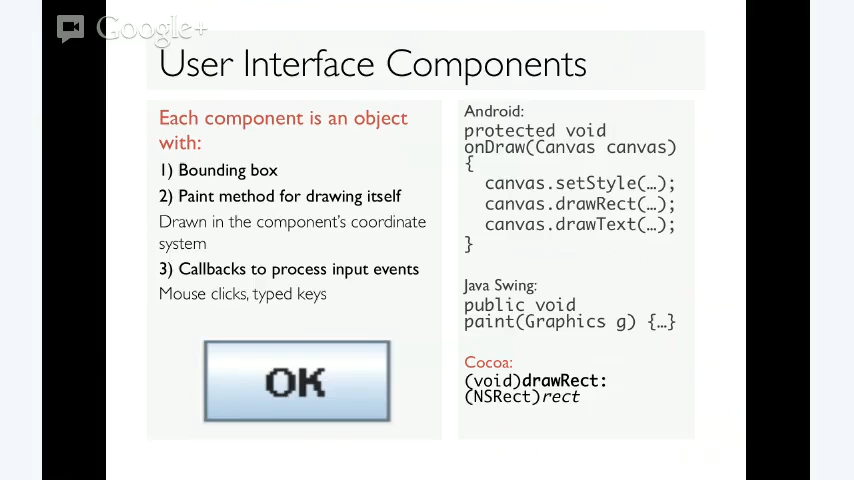 Google+
User Interface Components
Each component is an object
with:
1) Bounding box
2) Paint method for drawing itself
Drawn in the component's coordinate
system
3) Callbacks to process input events
Mouse clicks, typed keys
OK
Android:
protected void
onDraw(Canvas canvas)
{
canvas.setStyle(…);
canvas.drawRect(…);
canvas.drawText(…);
}
Java Swing:
public void
paint(Graphics g) {…}
Cocoa:
(void)drawRect:
(NSRect)rect